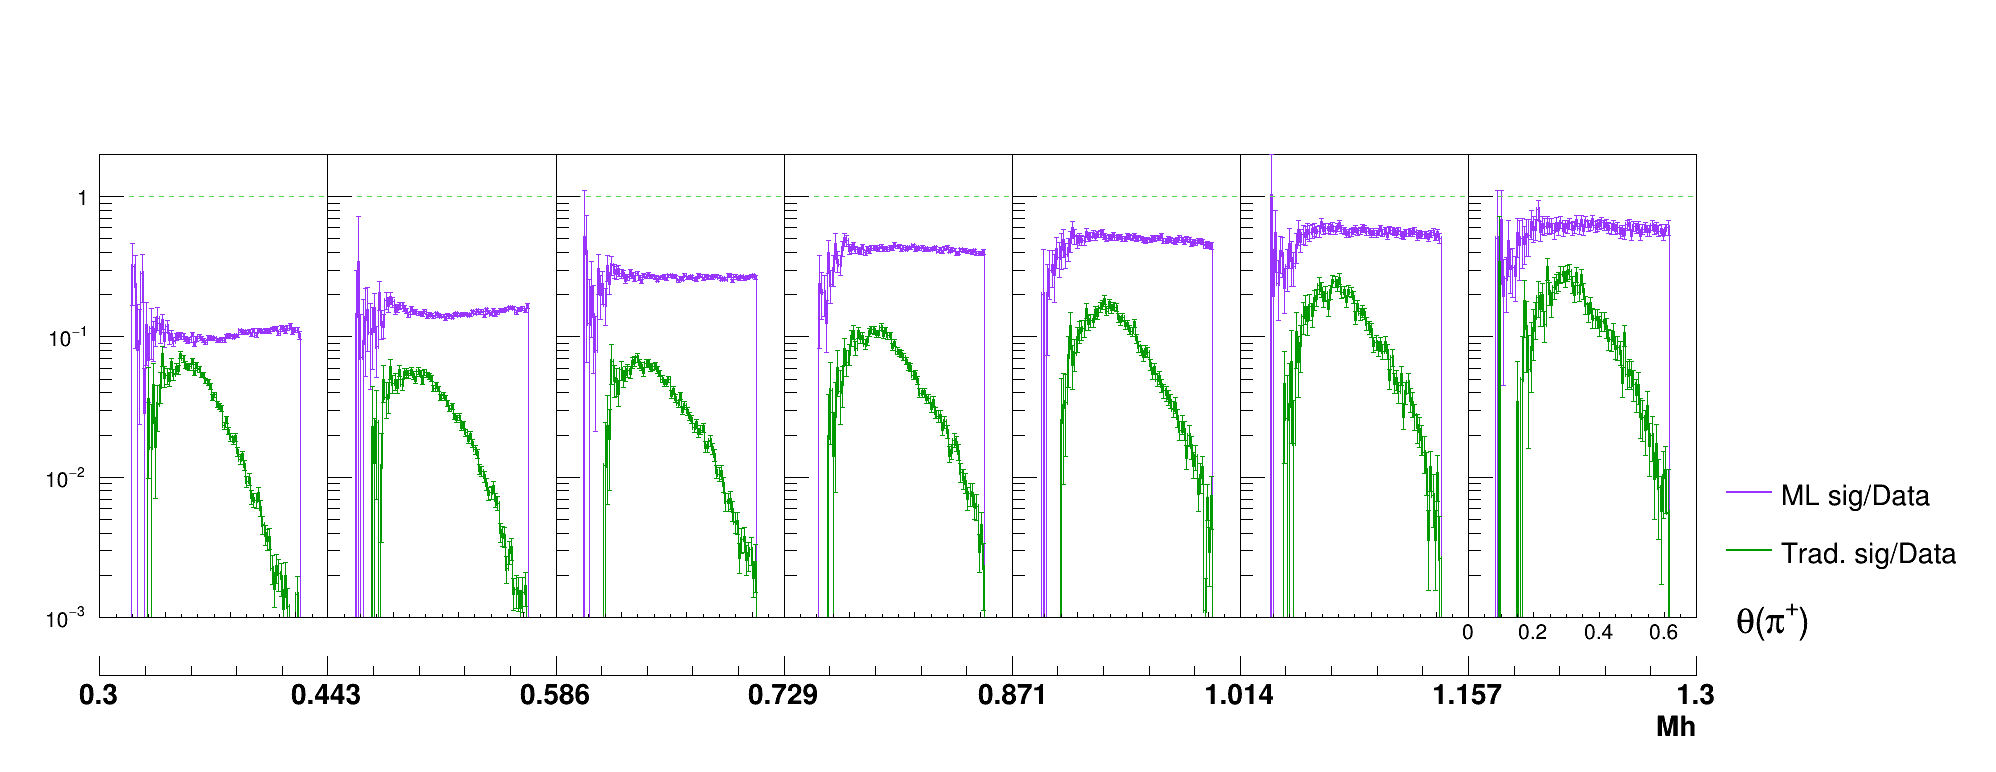 1
10⁻¹
10⁻²
10⁻³
ML sig/Data
Trad. sig/Data
θ(π⁺)
0 0.2 0.4 0.6
0.3 0.443 0.586 0.729 0.871 1.014 1.157 1.3
Mh